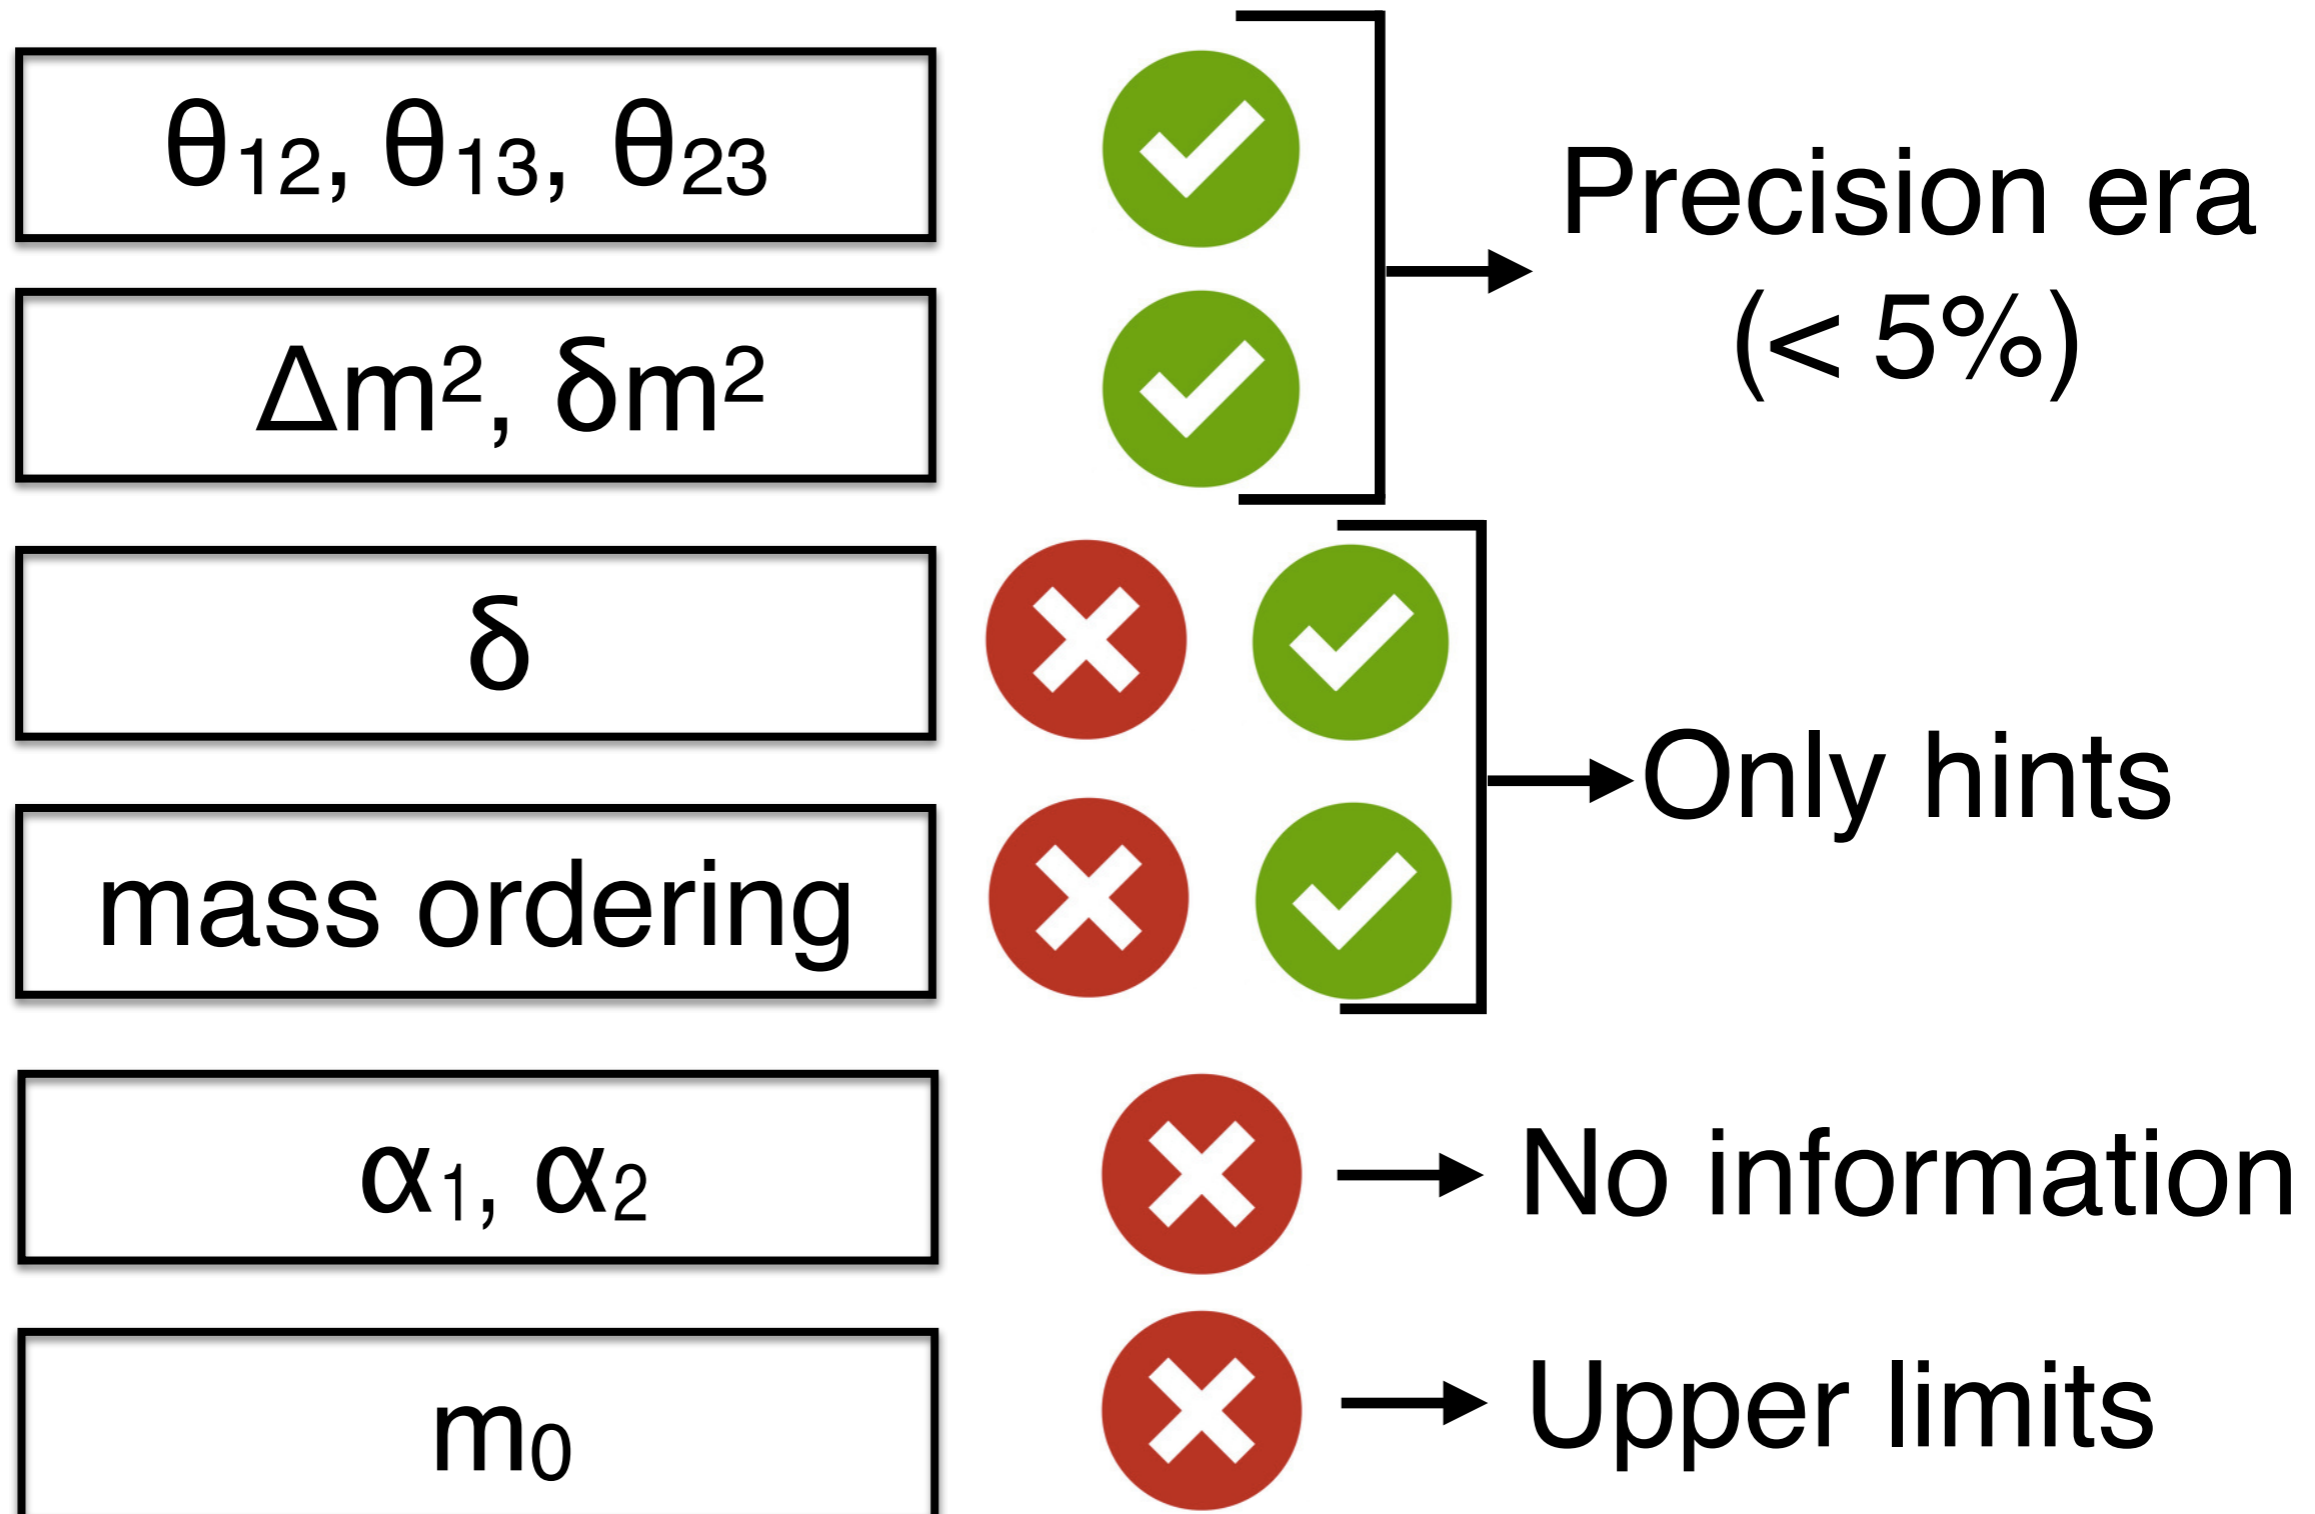 θ₁₂, θ₁₃, θ₂₃
Precision era
(< 5%)
Δm², δm²
δ
Only hints
mass ordering
α₁, α₂
No information
m₀
Upper limits